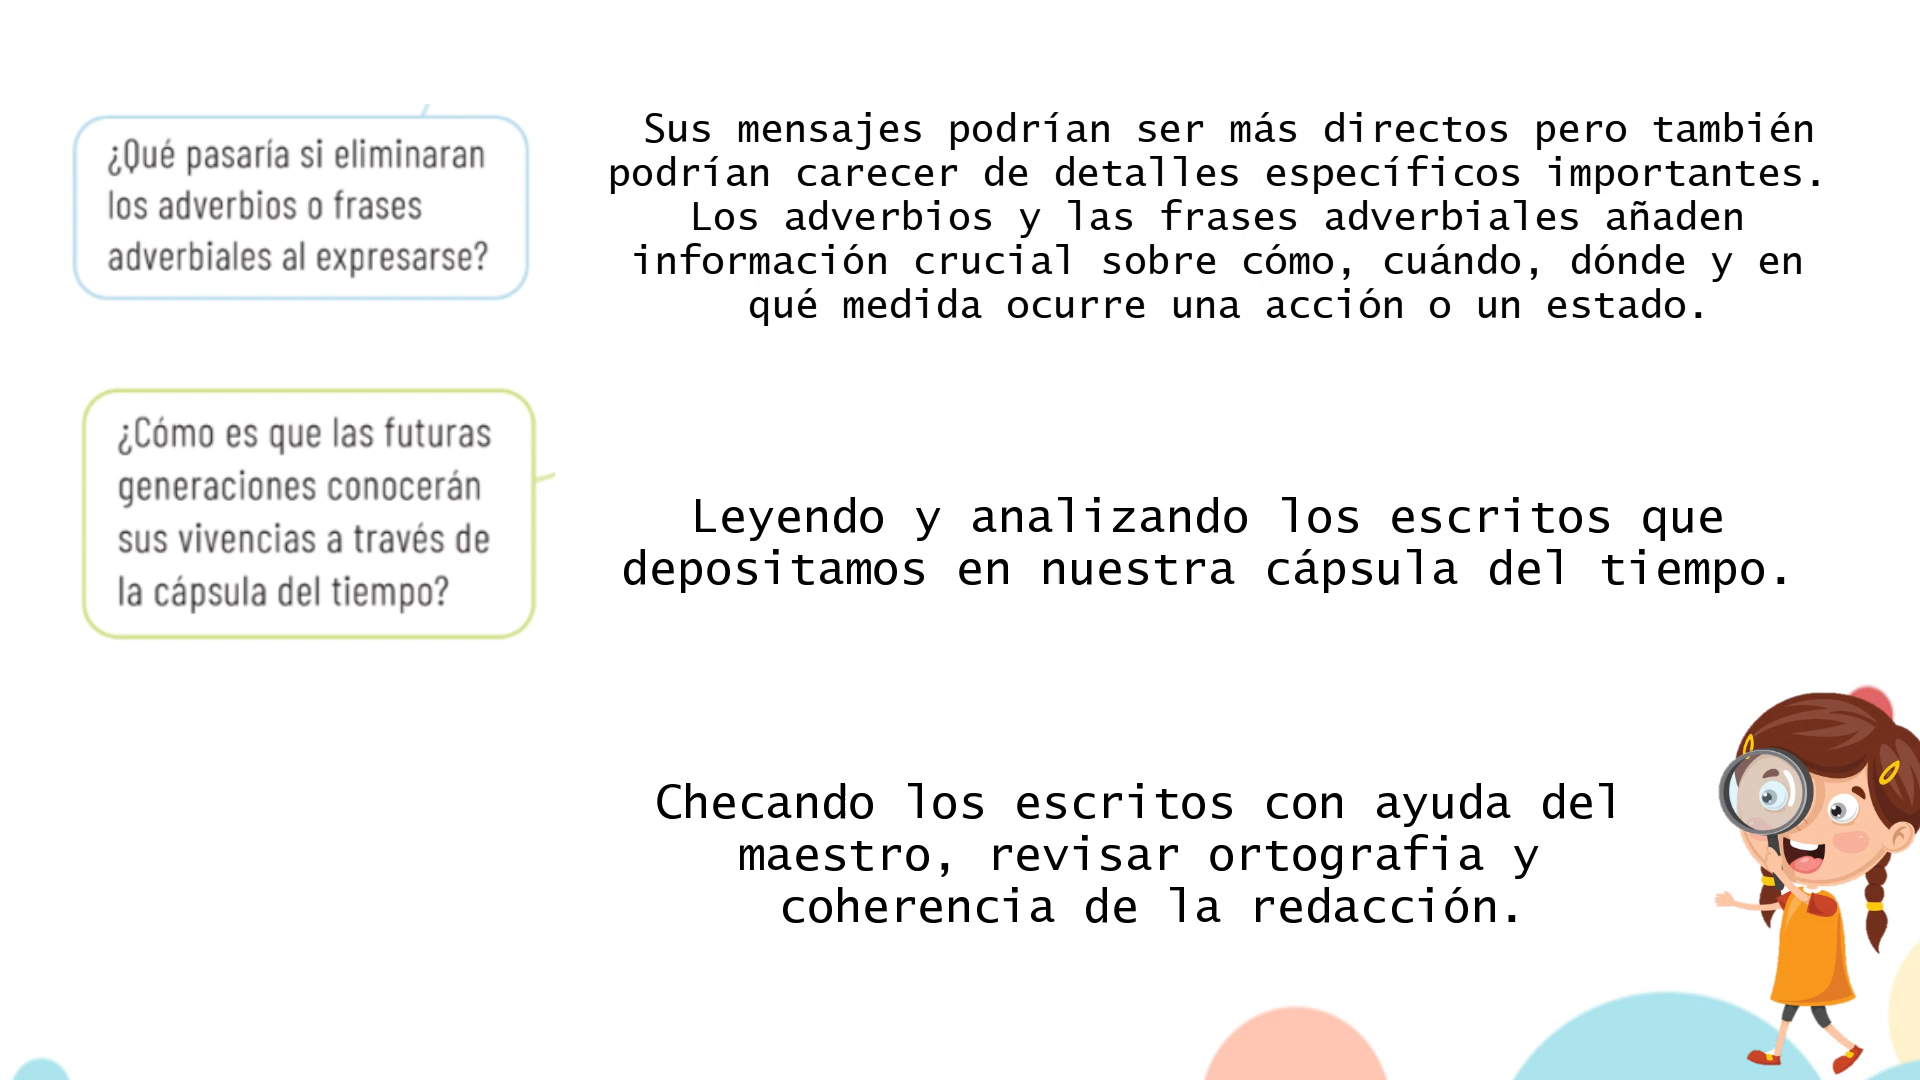 ¿Qué pasaría si eliminaran
los adverbios o frases
adverbiales al expresarse?
Sus mensajes podrían ser más directos pero también
podrían carecer de detalles específicos importantes.
Los adverbios y las frases adverbiales añaden
información crucial sobre cómo, cuándo, dónde y en
qué medida ocurre una acción o un estado.
¿Cómo es que las futuras
generaciones conocerán
sus vivencias a través de
la cápsula del tiempo?
Leyendo y analizando los escritos que
depositamos en nuestra cápsula del tiempo.
Checando los escritos con ayuda del
maestro, revisar ortografia y
coherencia de la redacción.